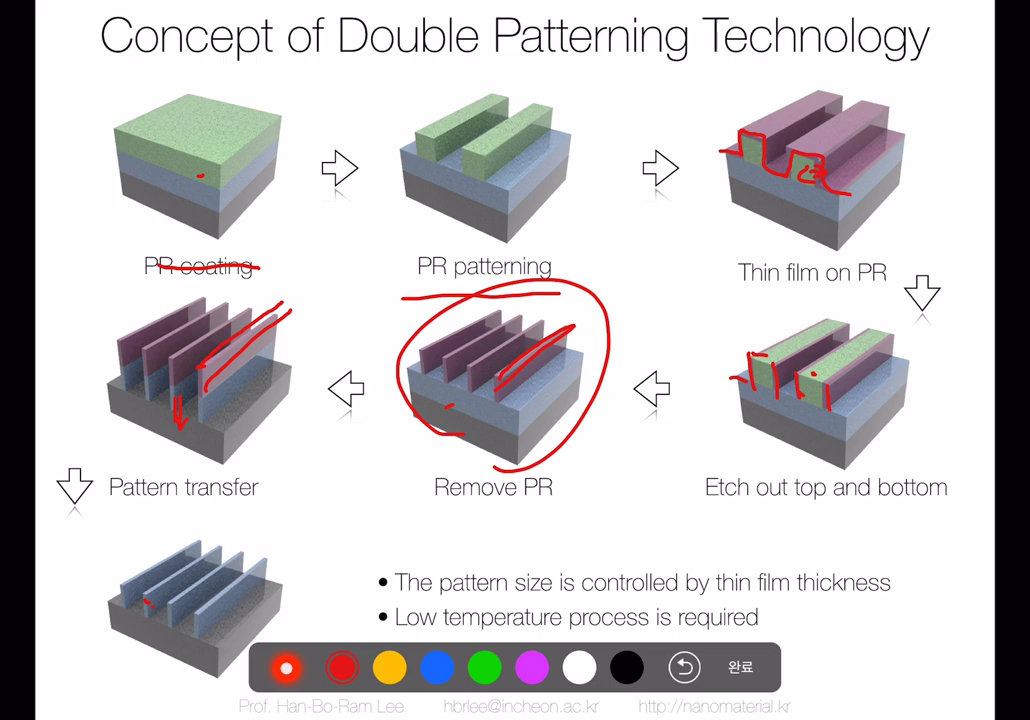 Concept of Double Patterning Technology
PR coating
PR patterning
Thin film on PR
Pattern transfer
Remove PR
Etch out top and bottom
• The pattern size is controlled by thin film thickness
• Low temperature process is required
완료
Prof. Han-Bo-Ram Lee
hbrlee@incheon.ac.kr
http://nanomaterial.kr